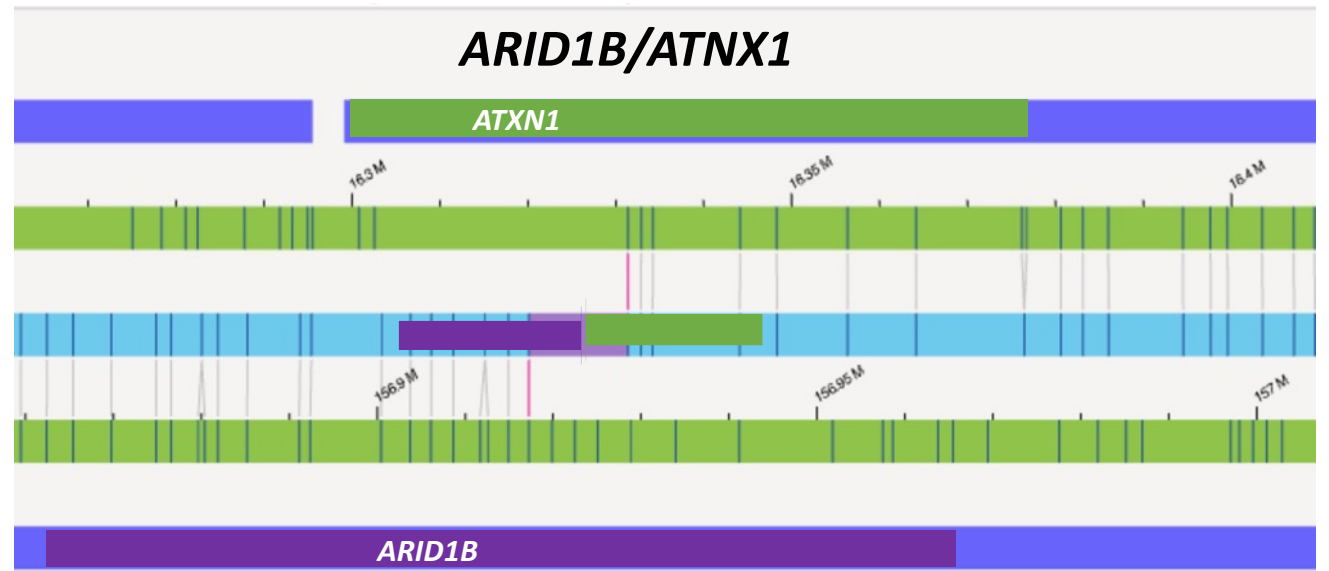 ARID1B/ATNX1
ATXN1
16.3 M
16.35 M
16.4 M
156.9 M
156.95 M
157 M
ARID1B